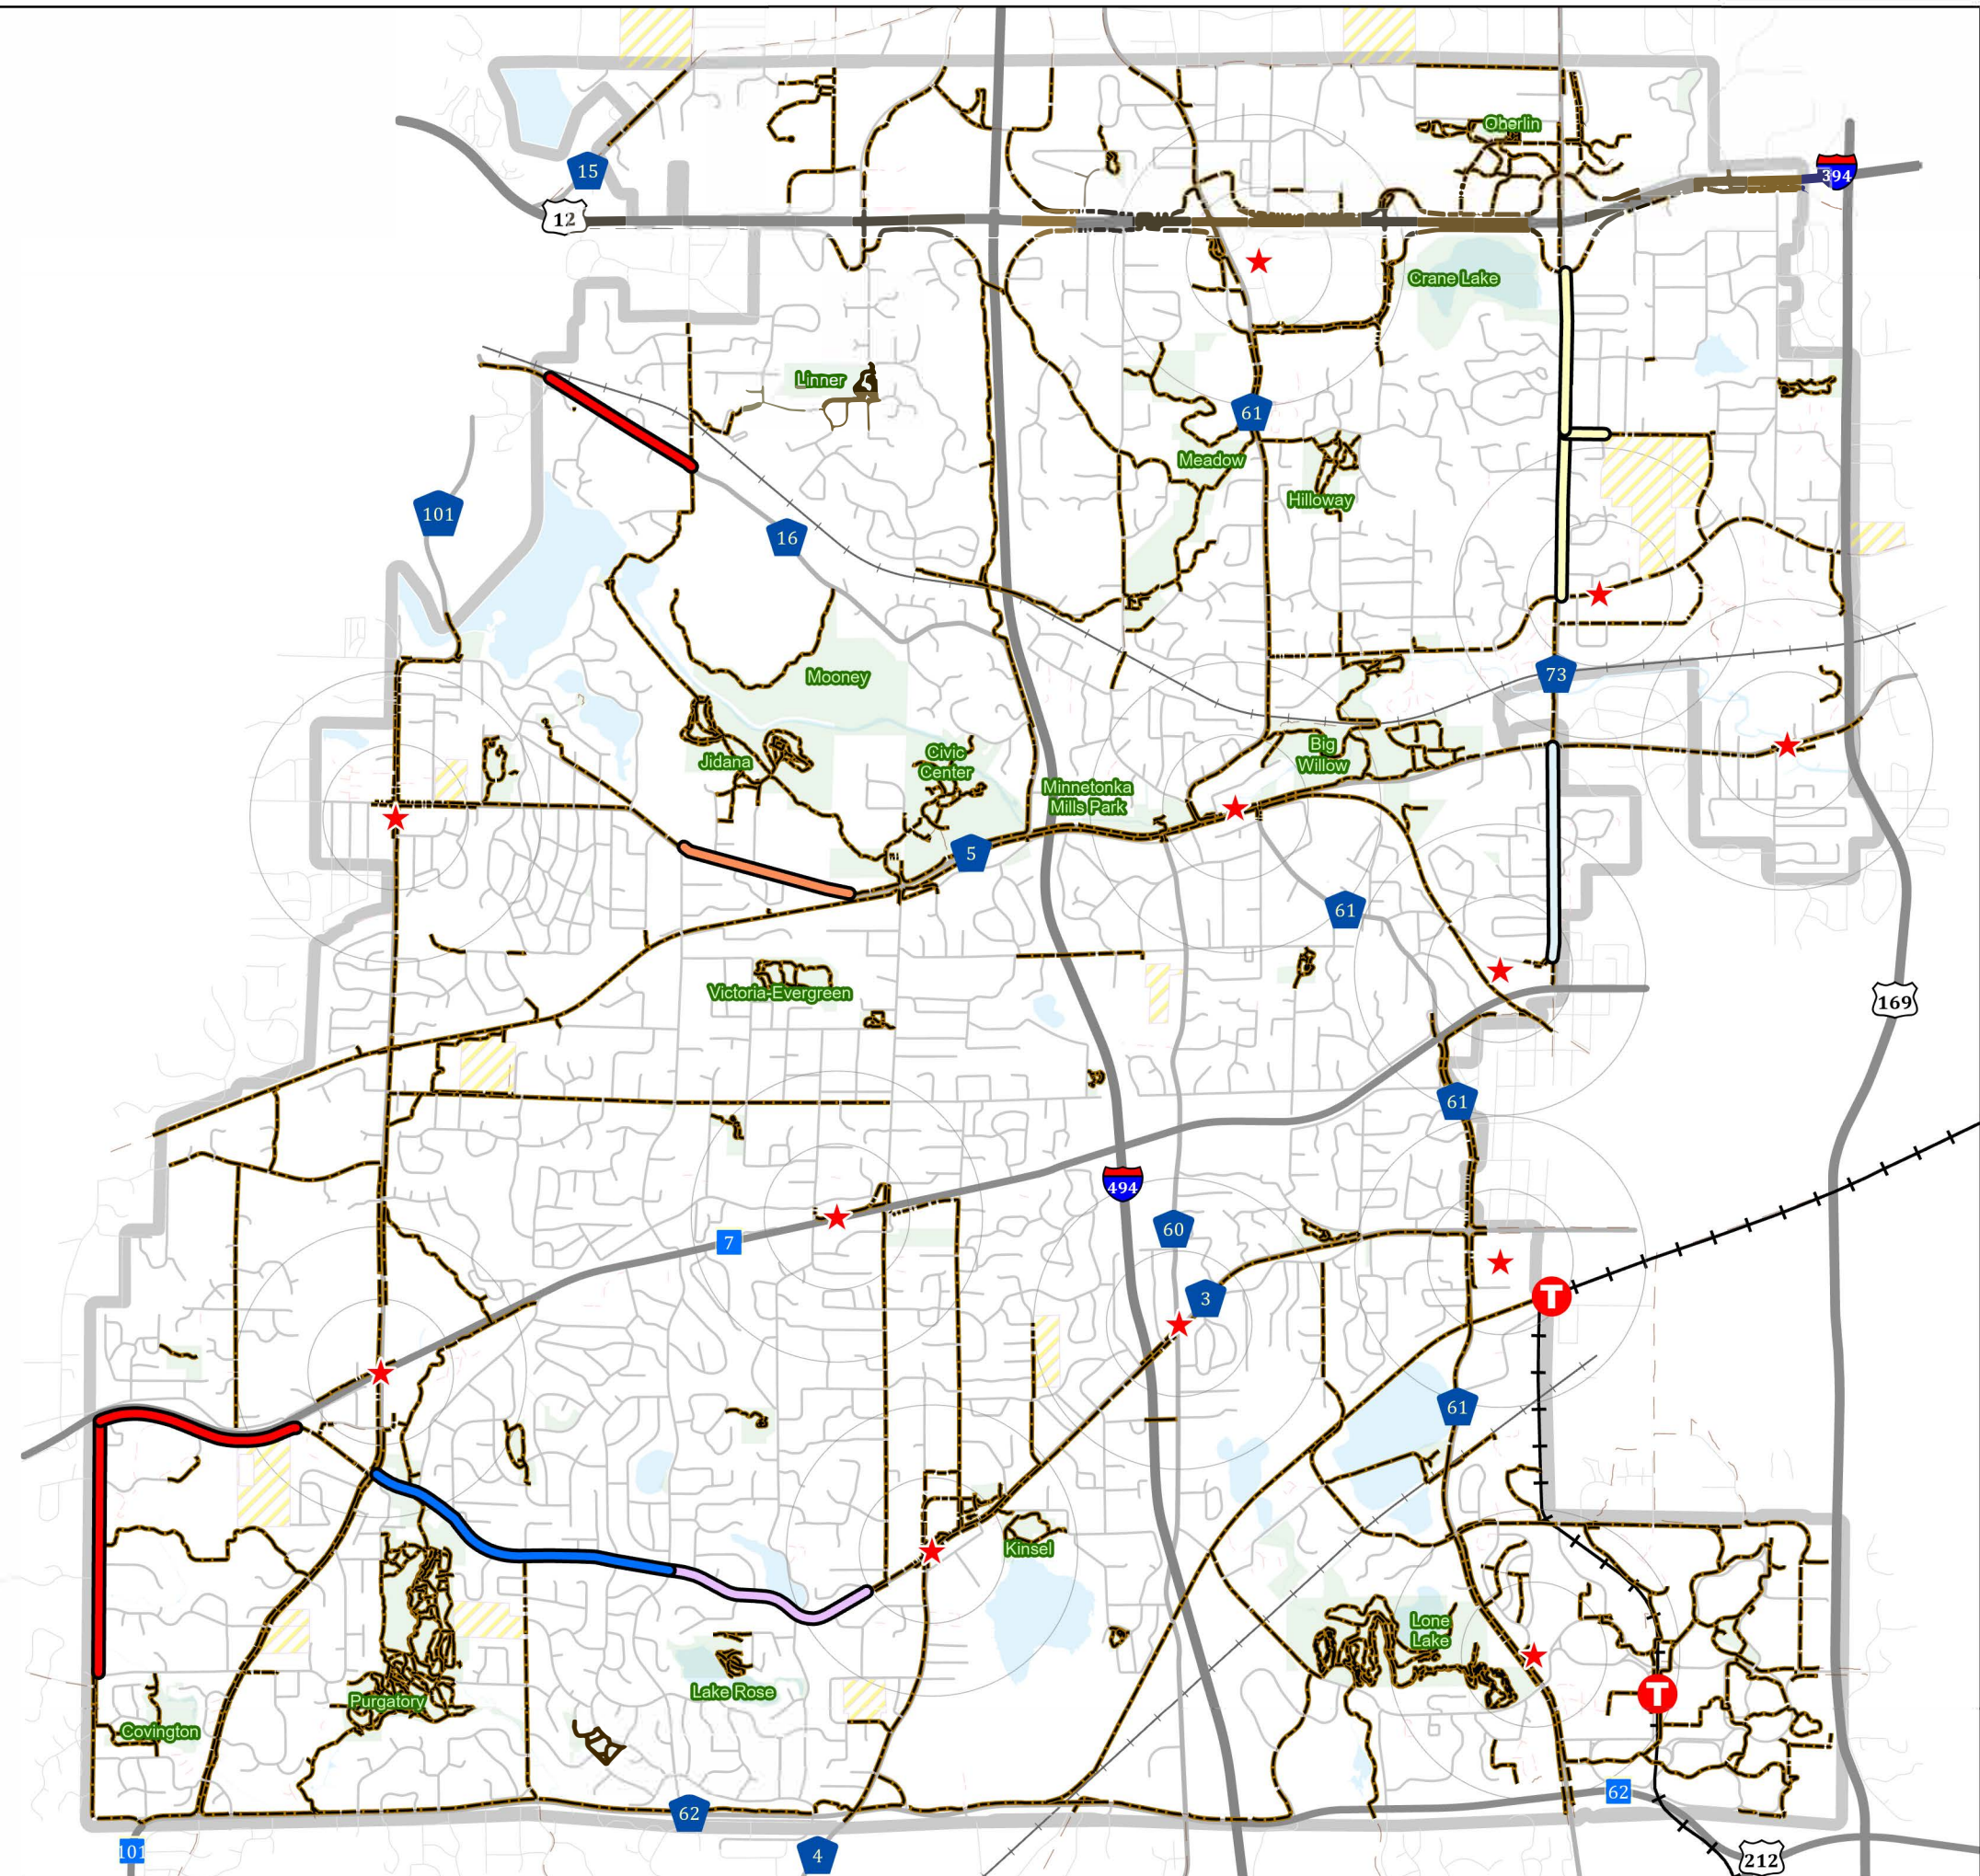 Oberlin
15
394
12
Crane Lake
Linner
61
Meadow
Hilloway
101
16
73
Mooney
Civic
Center
Big
Willow
Jidana
Minnetonka
Mills Park
5
61
Victoria-Evergreen
169
61
494
60
7
3
61
Kinsel
Lone
Lake
T
Lake Rose
T
Purgatory
Covington
62
62
101
4
212